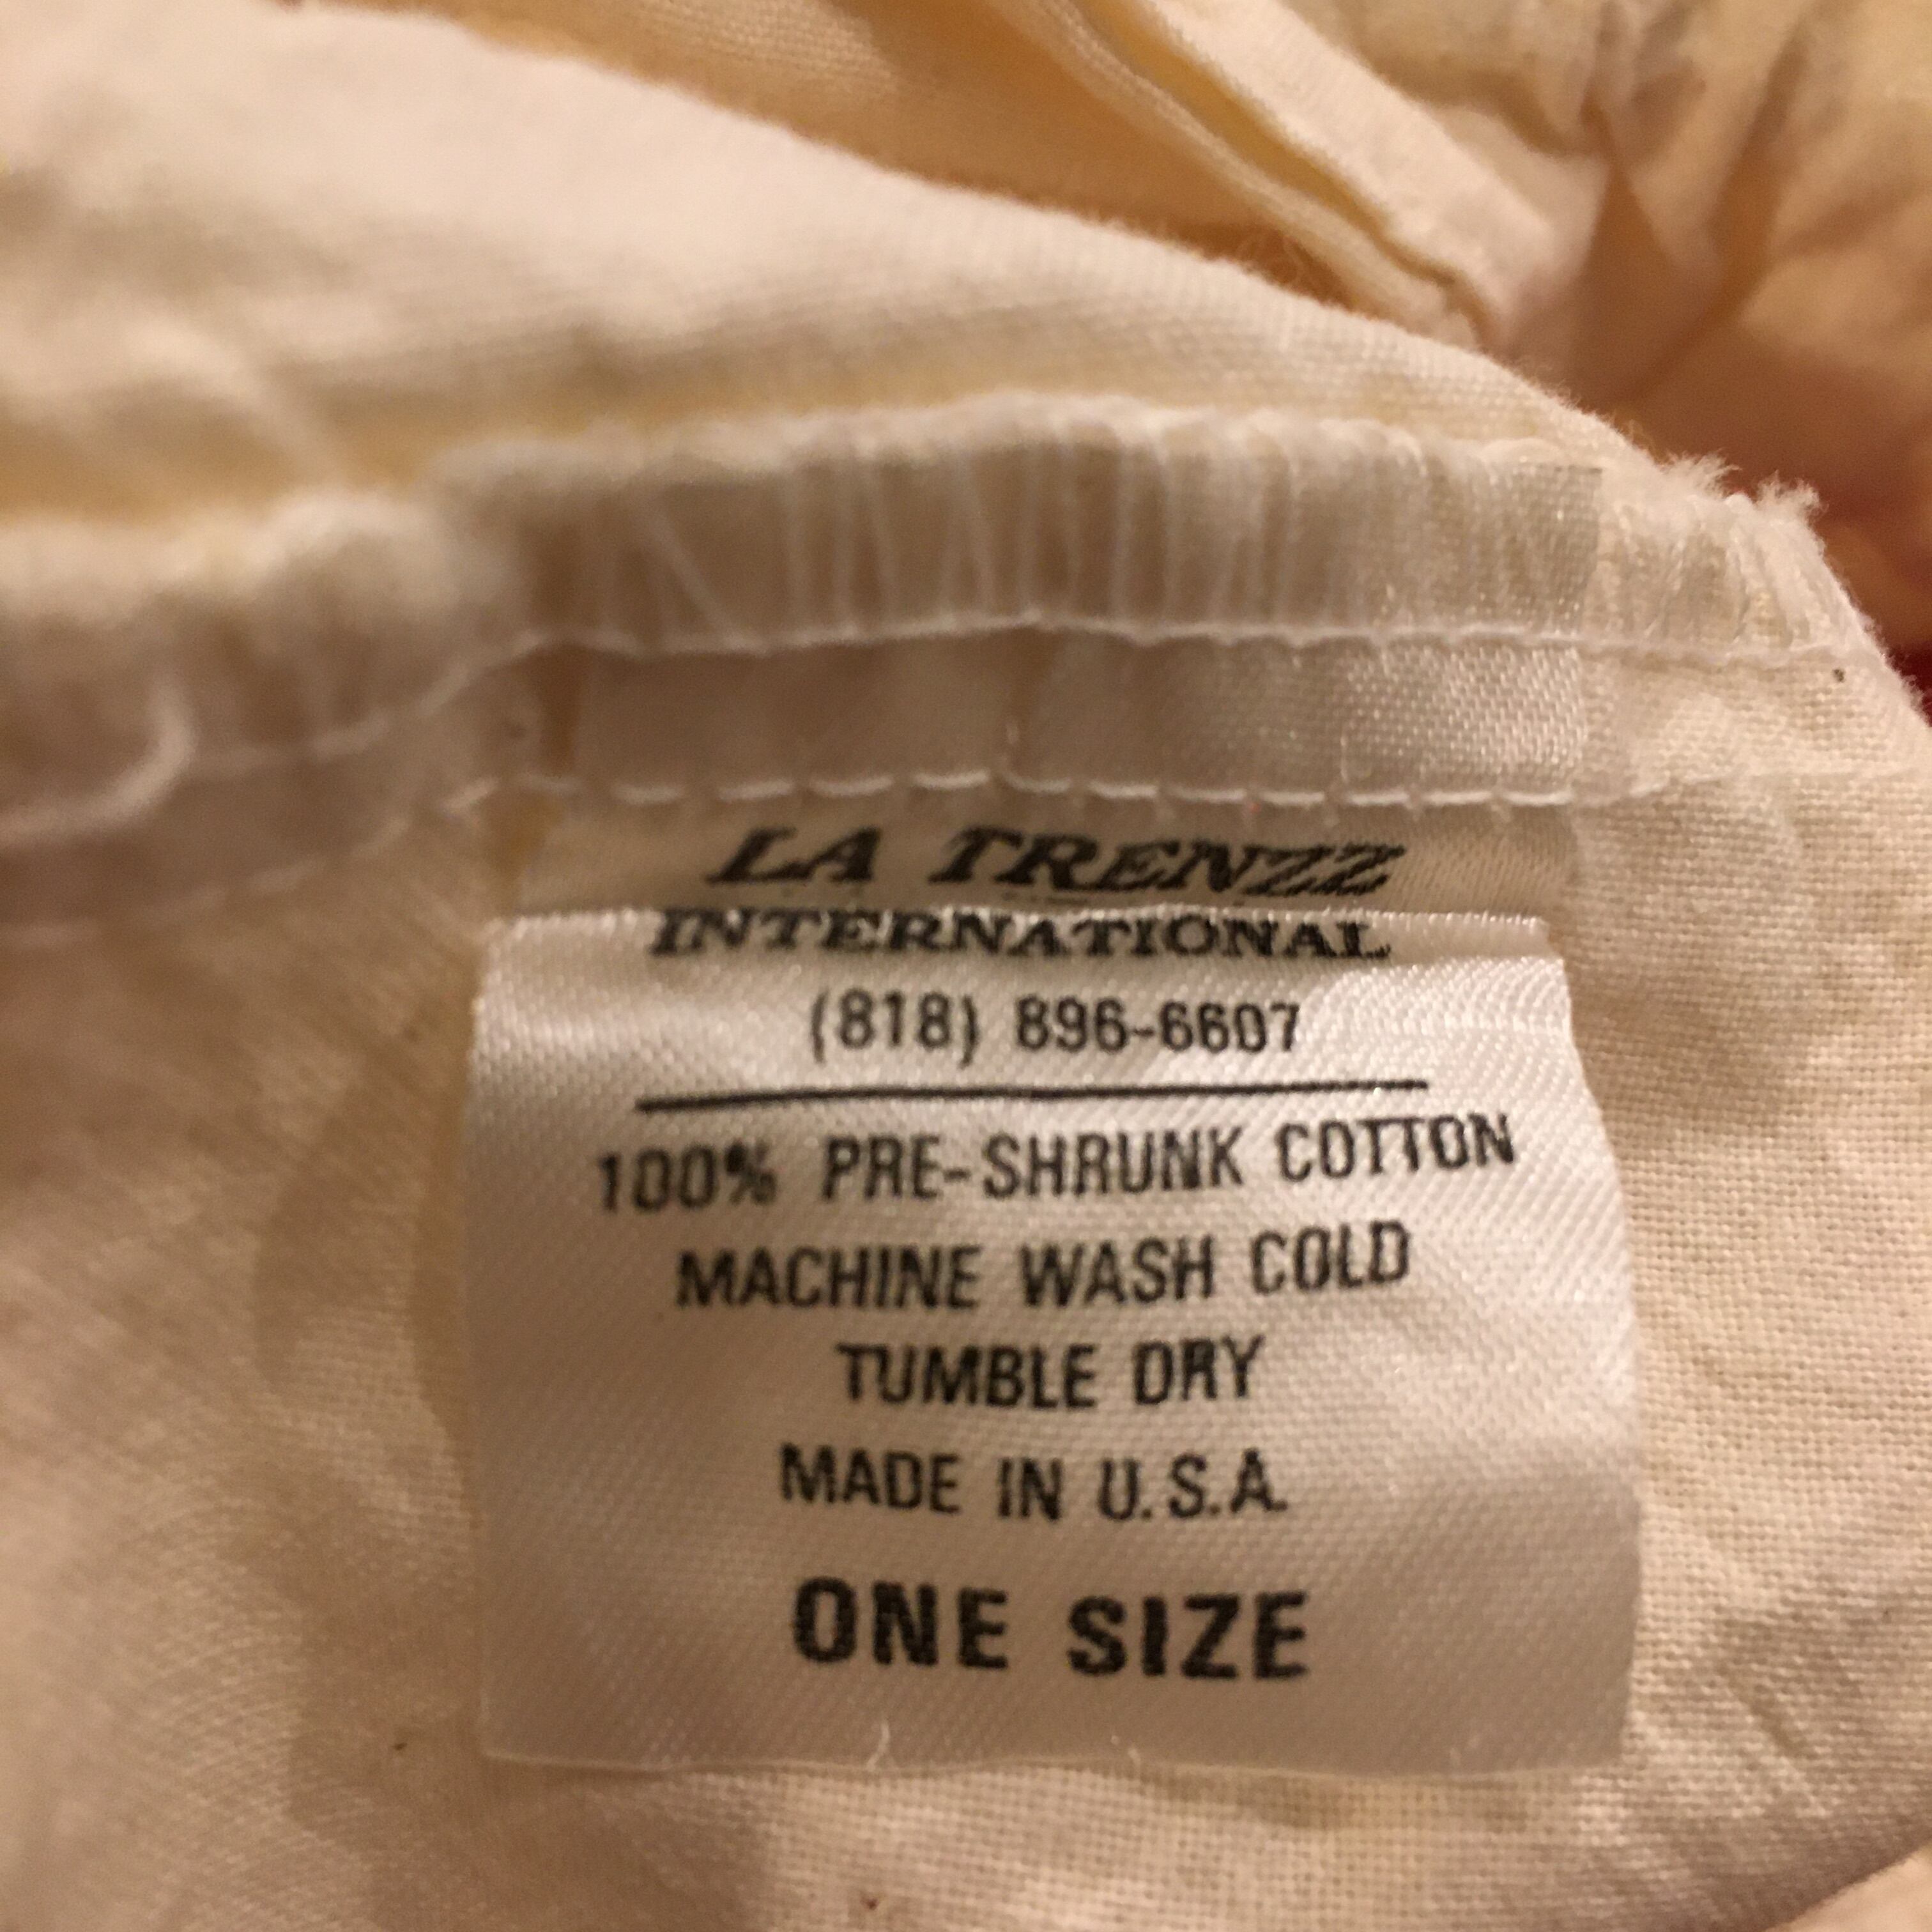 LA TRENZZ
INTERNATIONAL
(818) 896-6607
100% PRE-SHRUNK COTTON
MACHINE WASH COLD
TUMBLE DRY
MADE IN U.S.A.
ONE SIZE